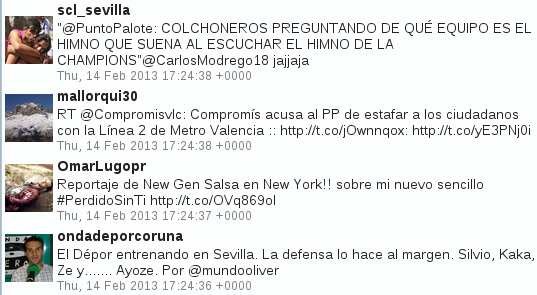 scl_sevilla
"@PuntoPalote: COLCHONEROS PREGUNTANDO DE QUÉ EQUIPO ES EL
HIMNO QUE SUENA AL ESCUCHAR EL HIMNO DE LA
CHAMPIONS"@CarlosModrego18 jajjaja
Thu, 14 Feb 2013 17:24:38 +0000
mallorqui30
RT @Compromisvlc: Compromís acusa al PP de estafar a los ciudadanos
con la Línea 2 de Metro Valencia :: http://t.co/jOwnnqox: http://t.co/yE3PNj0i
Thu, 14 Feb 2013 17:24:38 +0000
OmarLugopr
Reportaje de New Gen Salsa en New York!! sobre mi nuevo sencillo
#PerdidoSinTi http://t.co/OVq869ol
Thu, 14 Feb 2013 17:24:37 +0000
ondadeporcoruna
El Dépor entrenando en Sevilla. La defensa lo hace al margen. Silvio, Kaka,
Ze y....... Ayoze. Por @mundooliver
Thu, 14 Feb 2013 17:24:36 +0000